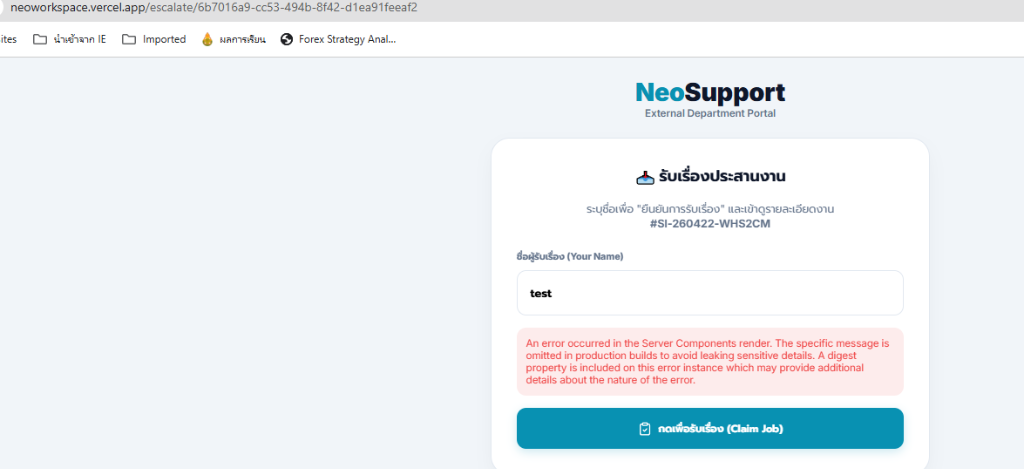 neoworkspace.vercel.app/escalate/6b7016a9-cc53-494b-8f42-d1ea91feeaf2
ites นำเข้าจาก IE Imported ผลการเรียน Forex Strategy Anal...
NeoSupport
External Department Portal
รับเรื่องประสานงาน
ระบุชื่อเพื่อ "ยืนยันการรับเรื่อง" และเข้าดูรายละเอียดงาน
#SI-260422-WHS2CM
ชื่อผู้รับเรื่อง (Your Name)
test
An error occurred in the Server Components render. The specific message is
omitted in production builds to avoid leaking sensitive details. A digest
property is included on this error instance which may provide additional
details about the nature of the error.
กดเพื่อรับเรื่อง (Claim Job)